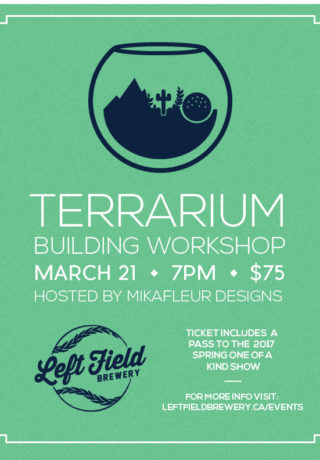 TERRARIUM
BUILDING WORKSHOP
MARCH 21 ◆ 7PM ◆ $75
HOSTED BY MIKAFLEUR DESIGNS
Left Field
BREWERY
TICKET INCLUDES A
PASS TO THE 2017
SPRING ONE OF A
KIND SHOW
FOR MORE INFO VISIT:
LEFTFIELDBREWERY.CA/EVENTS